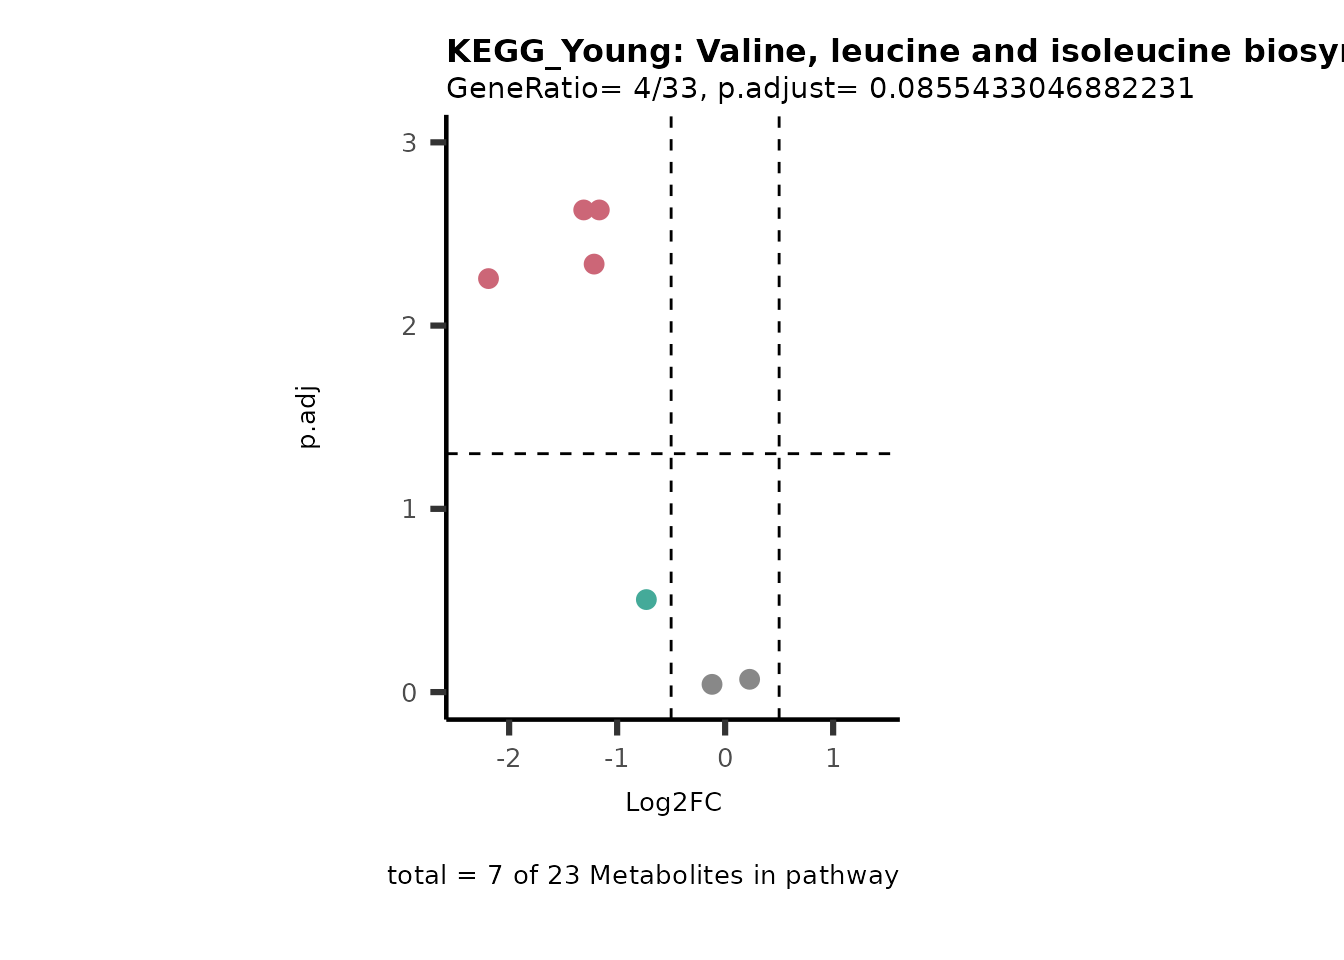 KEGG_Young: Valine, leucine and isoleucine
GeneRatio= 4/33, p.adjust= 0.0855433046882231
3
2
1
0
p.adj
-2 -1 0 1
Log2FC
total = 7 of 23 Metabolites in pathway